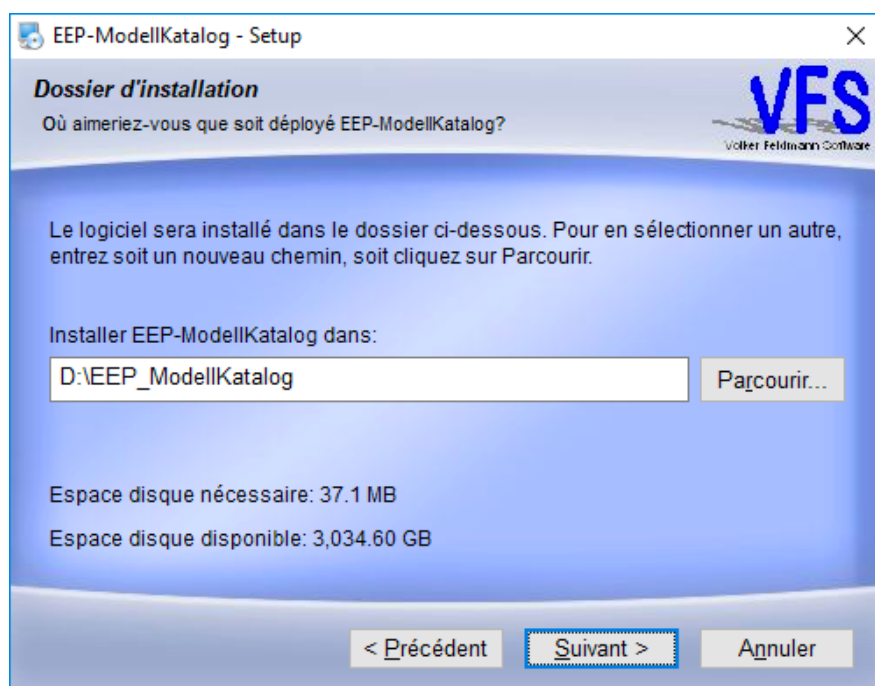 EEP-ModellKatalog - Setup
Dossier d'installation
Où aimeriez-vous que soit déployé EEP-ModellKatalog?
VFS
Volker Feldmann Software
Le logiciel sera installé dans le dossier ci-dessous. Pour en sélectionner un autre,
entrez soit un nouveau chemin, soit cliquez sur Parcourir.
Installer EEP-ModellKatalog dans:
D:\EEP_ModellKatalog
Parcourir...
Espace disque nécessaire: 37.1 MB
Espace disque disponible: 3,034.60 GB
< Précédent
Suivant >
Annuler